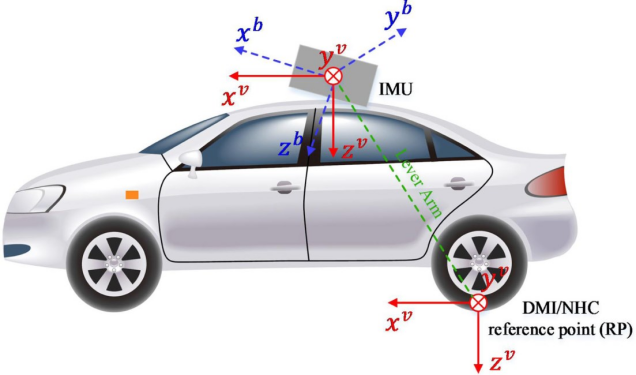 y^b
x^b
y^v
IMU
x^v
z^b
z^v
Lever Arm
y^v
x^v
DMI/NHC
reference point (RP)
z^v